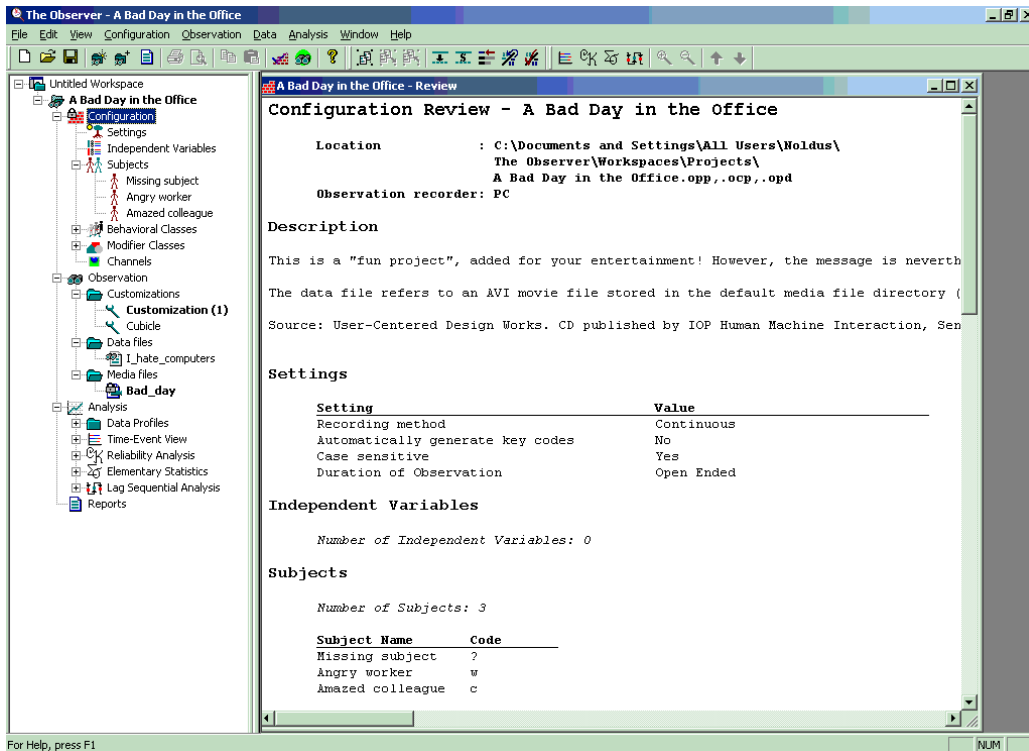 The Observer - A Bad Day in the Office
File Edit View Configuration Observation Data Analysis Window Help
Untitled Workspace
A Bad Day in the Office
Configuration
Settings
Independent Variables
Subjects
Missing subject
Angry worker
Amazed colleague
Behavioral Classes
Modifier Classes
Channels
Observation
Customizations
Customization (1)
Cubicle
Data files
I_hate_computers
Media files
Bad_day
Analysis
Data Profiles
Time-Event View
Reliability Analysis
Elementary Statistics
Lag Sequential Analysis
Reports
A Bad Day in the Office - Review
Configuration Review - A Bad Day in the Office
Location : C:\Documents and Settings\All Users\Noldus\
The Observer\Workspaces\Projects\
A Bad Day in the Office.opp,.ocp,.opd
Observation recorder: PC
Description
This is a "fun project", added for your entertainment! However, the message is neverth
The data file refers to an AVI movie file stored in the default media file directory (
Source: User-Centered Design Works. CD published by IOP Human Machine Interaction, Sen
Settings
Setting Value
Recording method Continuous
Automatically generate key codes No
Case sensitive Yes
Duration of Observation Open Ended
Independent Variables
Number of Independent Variables: 0
Subjects
Number of Subjects: 3
Subject Name Code
Missing subject ?
Angry worker w
Amazed colleague c
For Help, press F1
NUM